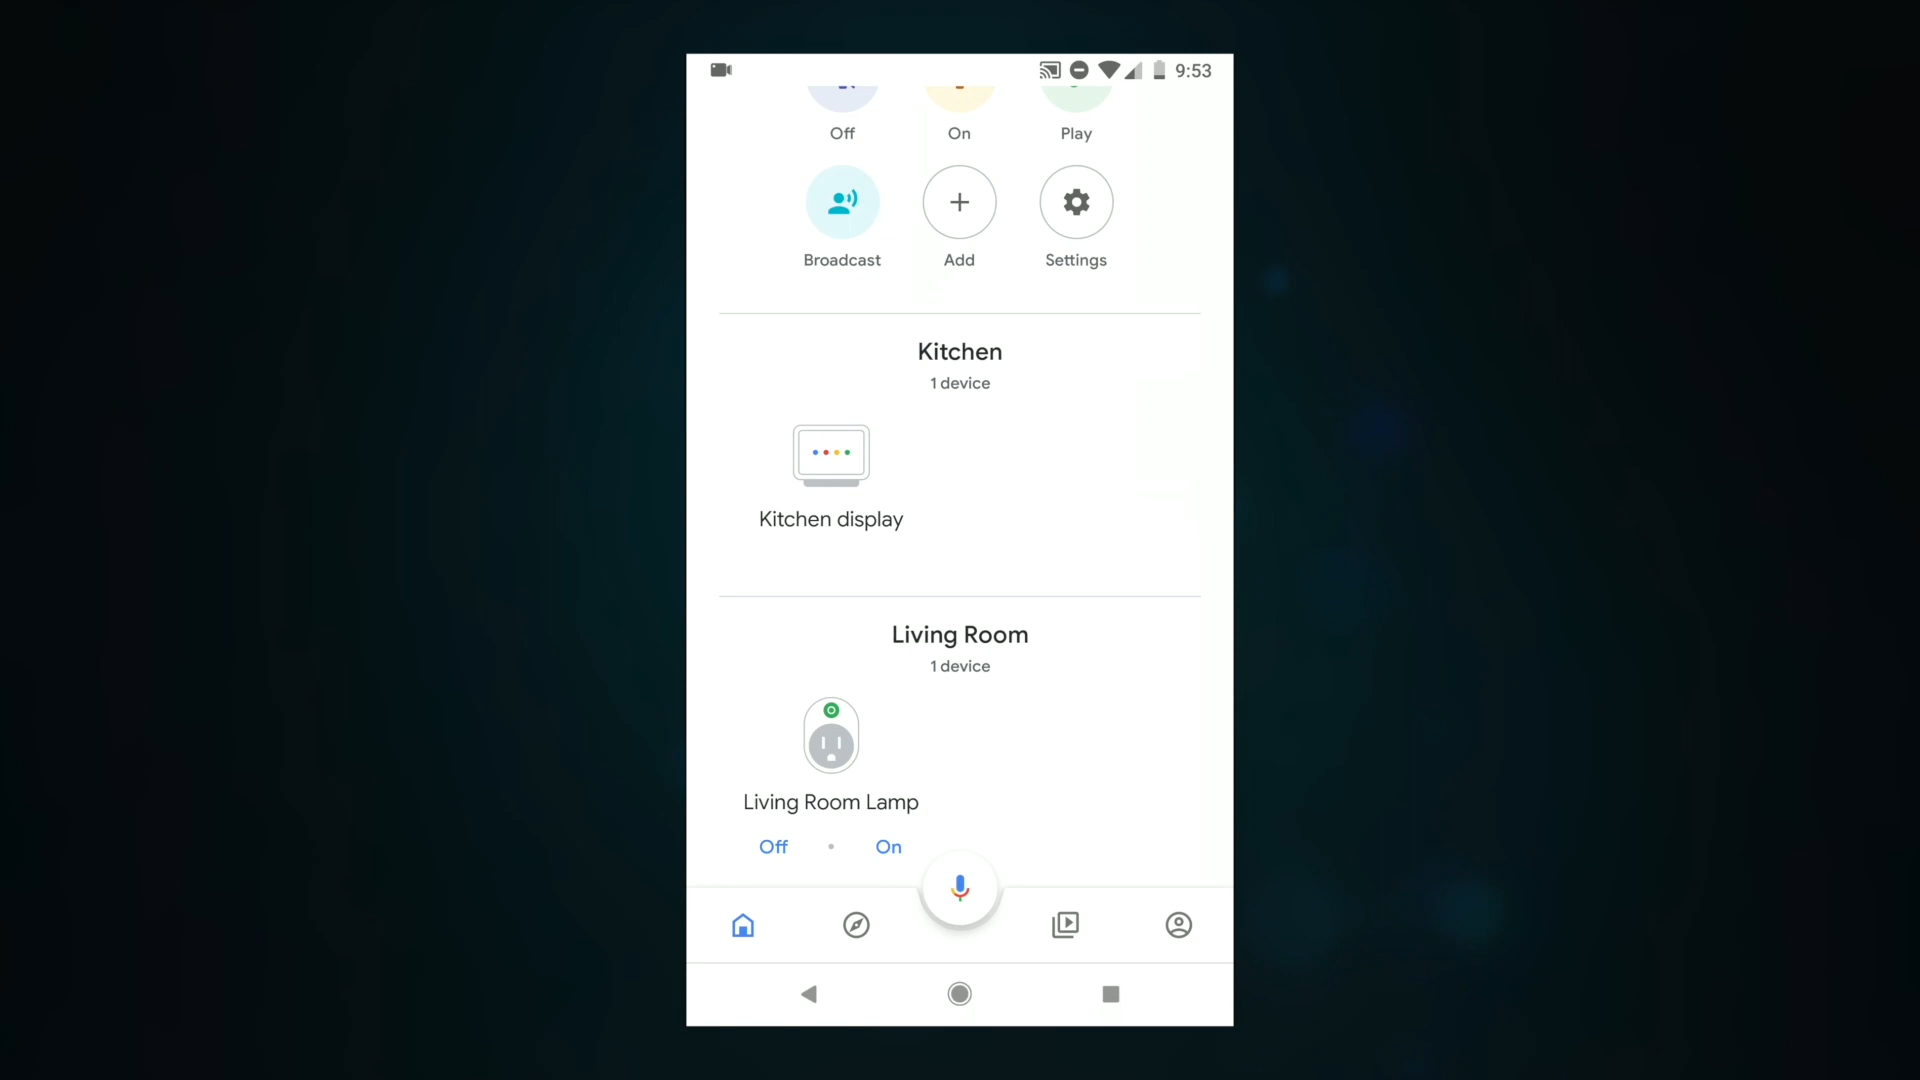 9:53
Off On Play
Broadcast Add Settings
Kitchen
1 device
Kitchen display
Living Room
1 device
Living Room Lamp
Off • On